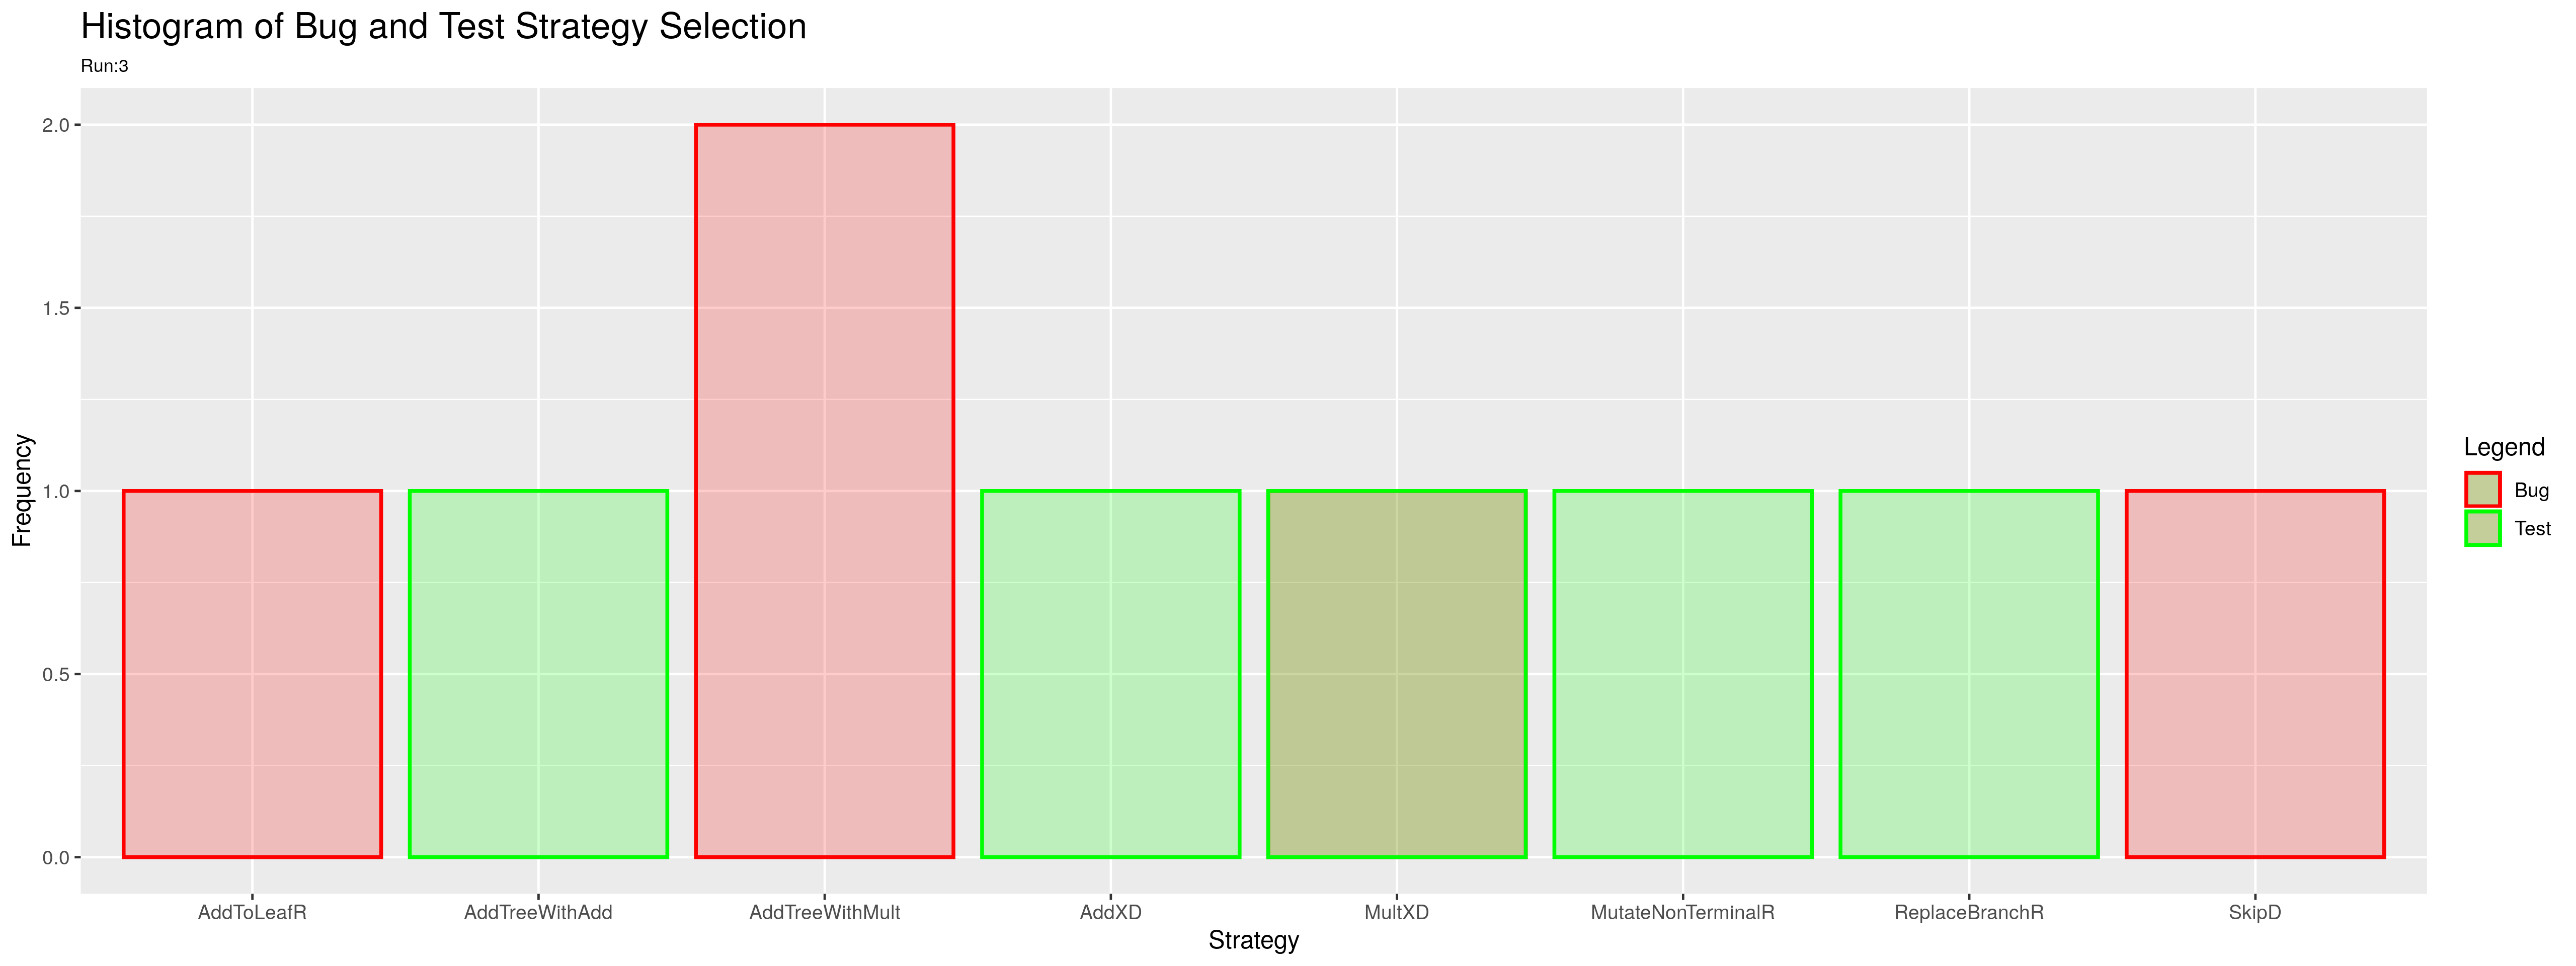 Histogram of Bug and Test Strategy Selection
Run:3
2.0
1.5
1.0
0.5
0.0
Frequency
AddToLeafR
AddTreeWithAdd
AddTreeWithMult
AddXD
MultXD
MutateNonTerminalR
ReplaceBranchR
SkipD
Strategy
Legend
Bug
Test